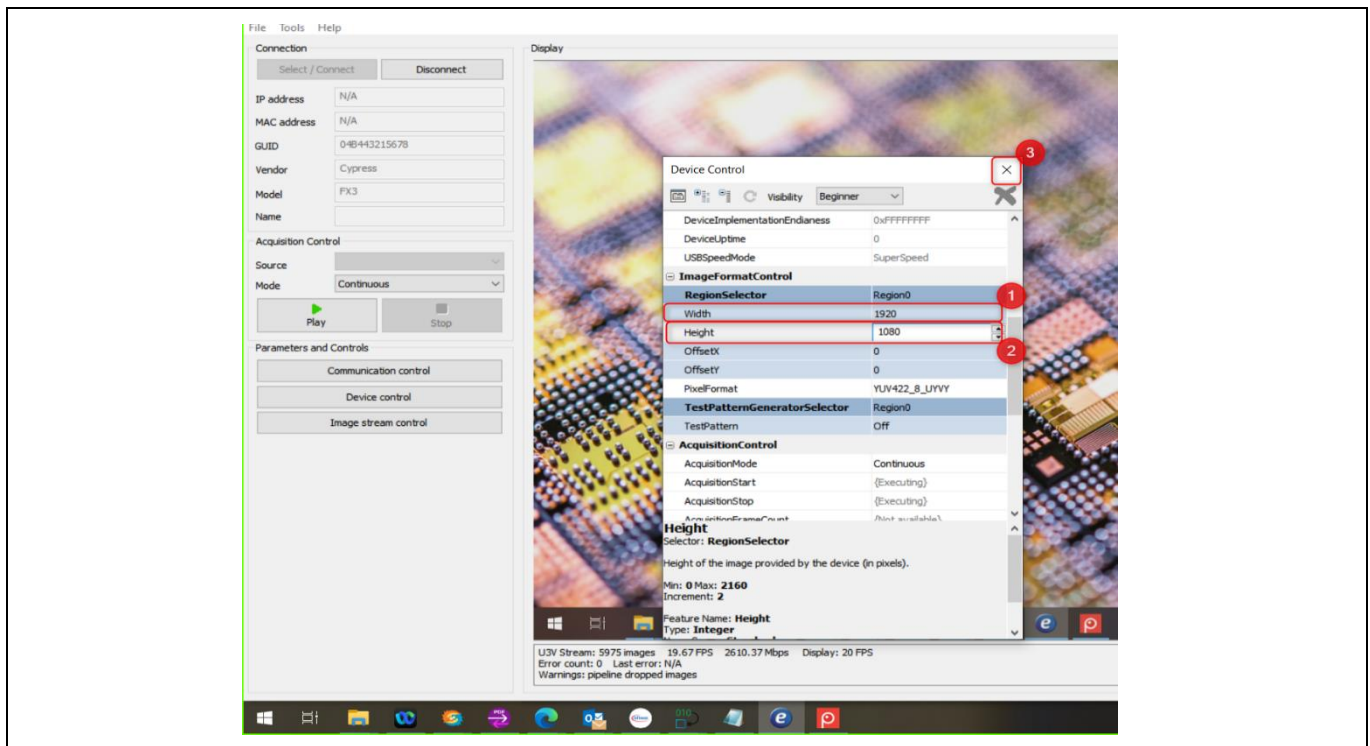 File Tools Help
Connection
Select / Connect Disconnect
IP address N/A
MAC address N/A
GUID 04B443215678
Vendor Cypress
Model FX3
Name
Acquisition Control
Source
Mode Continuous
Play Stop
Parameters and Controls
Communication control
Device control
Image stream control
Display
3
Device Control
Visibility Beginner
DeviceImplementationEndianess 0xFFFFFFFF
DeviceUptime 0
USBSpeedMode SuperSpeed
ImageFormatControl
RegionSelector Region0
1
Width 1920
Height 1080
2
OffsetX 0
OffsetY 0
PixelFormat YUV422_8_UYVY
TestPatternGeneratorSelector Region0
TestPattern Off
AcquisitionControl
AcquisitionMode Continuous
AcquisitionStart {Executing}
AcquisitionStop {Executing}
AcquisitionFrameCount {Not available}
Height
Selector: RegionSelector
Height of the image provided by the device (in pixels).
Min: 0 Max: 2160
Increment: 2
Feature Name: Height
Type: Integer
U3V Stream: 5975 images 19.67 FPS 2610.37 Mbps Display: 20 FPS
Error count: 0 Last error: N/A
Warnings: pipeline dropped images